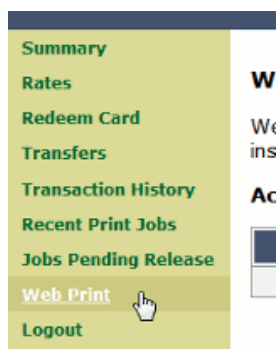 Summary
Rates
Redeem Card
Transfers
Transaction History
Recent Print Jobs
Jobs Pending Release
Web Print
Logout